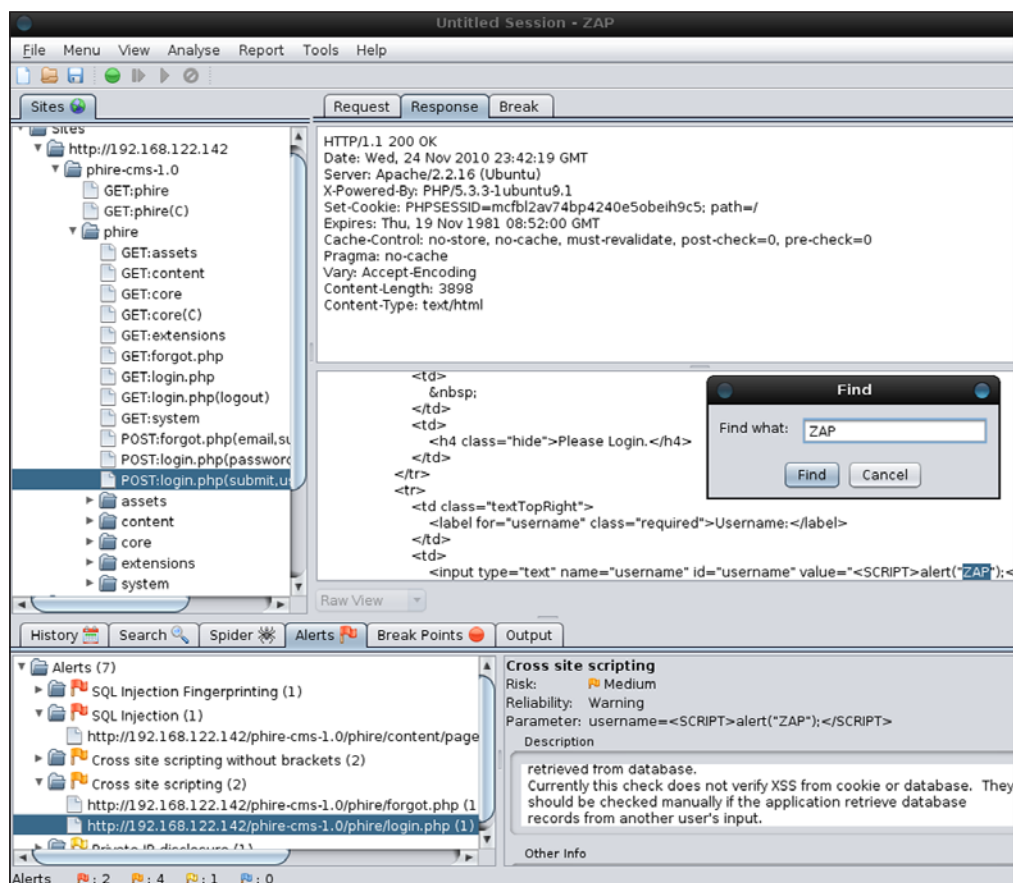 Untitled Session - ZAP
File Menu View Analyse Report Tools Help
Sites
Request Response Break
Sites
http://192.168.122.142
phire-cms-1.0
GET:phire
GET:phire(C)
phire
GET:assets
GET:content
GET:core
GET:core(C)
GET:extensions
GET:forgot.php
GET:login.php
GET:login.php(logout)
GET:system
POST:forgot.php(email,su
POST:login.php(password
POST:login.php(submit,us
assets
content
core
extensions
system
HTTP/1.1 200 OK
Date: Wed, 24 Nov 2010 23:42:19 GMT
Server: Apache/2.2.16 (Ubuntu)
X-Powered-By: PHP/5.3.3-1ubuntu9.1
Set-Cookie: PHPSESSID=mcfbl2av74bp4240e5obeih9c5; path=/
Expires: Thu, 19 Nov 1981 08:52:00 GMT
Cache-Control: no-store, no-cache, must-revalidate, post-check=0, pre-check=0
Pragma: no-cache
Vary: Accept-Encoding
Content-Length: 3898
Content-Type: text/html
<td>
&nbsp;
</td>
<td>
<h4 class="hide">Please Login.</h4>
</td>
</tr>
<tr>
<td class="textTopRight">
<label for="username" class="required">Username:</label>
</td>
<td>
<input type="text" name="username" id="username" value="<SCRIPT>alert("ZAP");<
Find
Find what: ZAP
Find Cancel
Raw View
History Search Spider Alerts Break Points Output
Alerts (7)
SQL Injection Fingerprinting (1)
SQL Injection (1)
http://192.168.122.142/phire-cms-1.0/phire/content/page
Cross site scripting without brackets (2)
Cross site scripting (2)
http://192.168.122.142/phire-cms-1.0/phire/forgot.php (1
http://192.168.122.142/phire-cms-1.0/phire/login.php (1)
Private IP disclosure (1)
Cross site scripting
Risk: Medium
Reliability: Warning
Parameter: username=<SCRIPT>alert("ZAP");</SCRIPT>
Description
retrieved from database.
Currently this check does not verify XSS from cookie or database. They
should be checked manually if the application retrieve database
records from another user's input.
Other Info
Alerts : 2 : 4 : 1 : 0